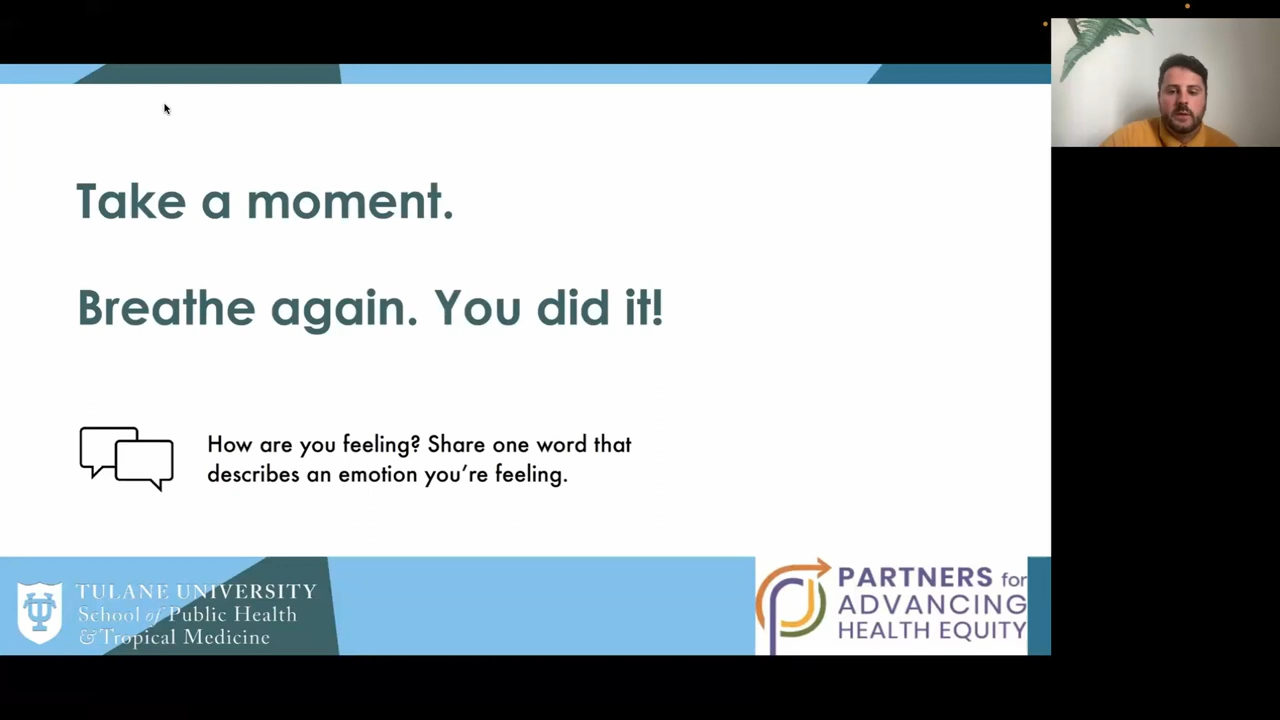 Take a moment.
Breathe again. You did it!
How are you feeling? Share one word that
describes an emotion you’re feeling.
TULANE UNIVERSITY
School of Public Health
& Tropical Medicine
PARTNERS for
ADVANCING
HEALTH EQUITY